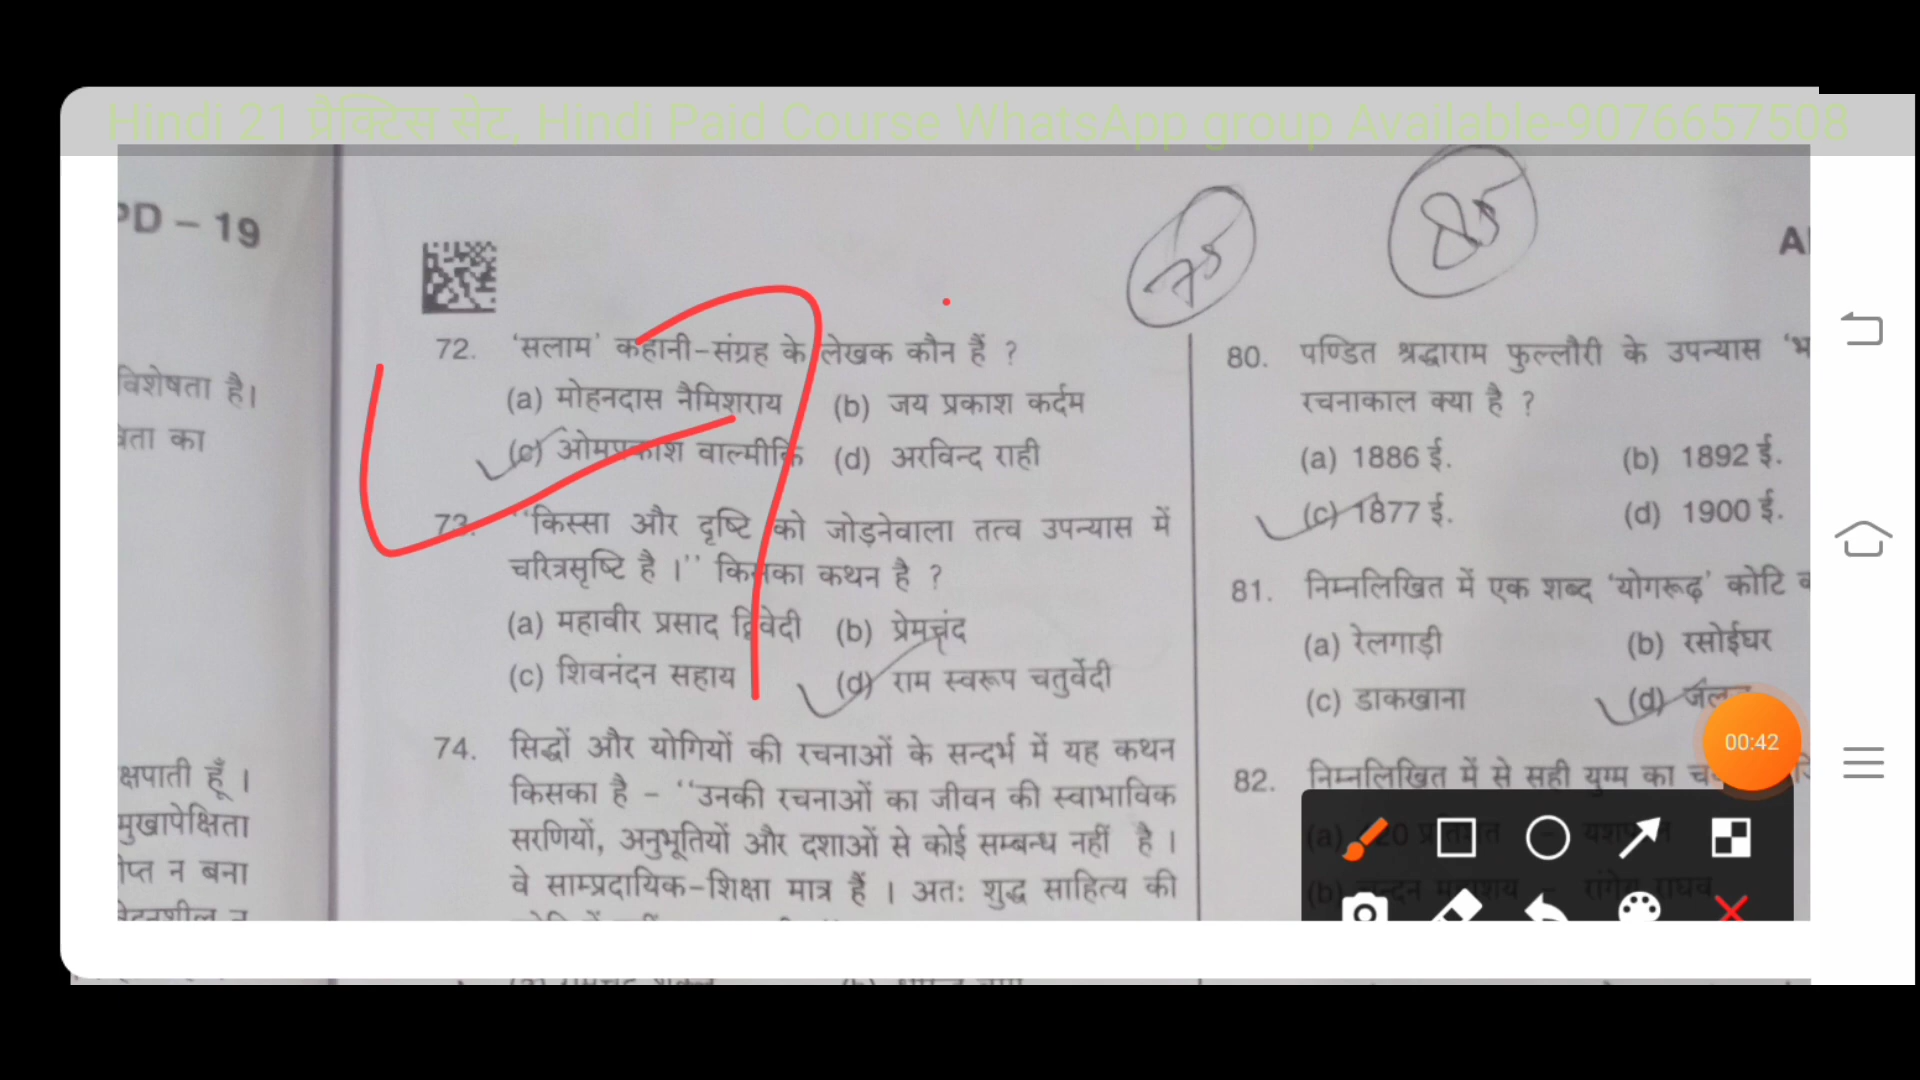 Hindi 21 प्रैक्टिस सेट, Hindi Paid Course WhatsApp group Available-9076657508
PD – 19
विशेषता है।
का
क्षपाती हूँ ।
मुखापेक्षिता
न बना
75
85
72. 'सलाम' कहानी-संग्रह के लेखक कौन हैं ?
(a) मोहनदास नैमिशराय (b) जय प्रकाश कर्दम
(c) ओमप्रकाश वाल्मीकि (d) अरविन्द राही
73. ''किस्सा और दृष्टि को जोड़नेवाला तत्व उपन्यास में
चरित्रसृष्टि है ।'' किसका कथन है ?
(a) महावीर प्रसाद द्विवेदी (b) प्रेमचंद
(c) शिवनंदन सहाय (d) राम स्वरूप चतुर्वेदी
74. सिद्धों और योगियों की रचनाओं के सन्दर्भ में यह कथन
किसका है – ''उनकी रचनाओं का जीवन की स्वाभाविक
सरणियों, अनुभूतियों और दशाओं से कोई सम्बन्ध नहीं है ।
वे साम्प्रदायिक-शिक्षा मात्र हैं । अतः शुद्ध साहित्य की
80. पण्डित श्रद्धाराम फुल्लौरी के उपन्यास
रचनाकाल क्या है ?
(a) 1886 ई. (b) 1892 ई.
(c) 1877 ई. (d) 1900 ई.
81. निम्नलिखित में एक शब्द 'योगरूढ़' कोटि
(a) रेलगाड़ी (b) रसोईघर
(c) डाकखाना (d)
82. निम्नलिखित में से सही युग्म का
00:42